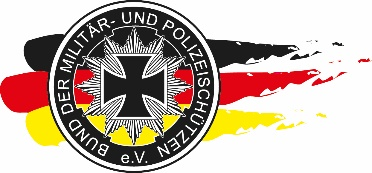 BUND DER MILITÄR- UND POLIZEISCHÜTZEN
e.V.